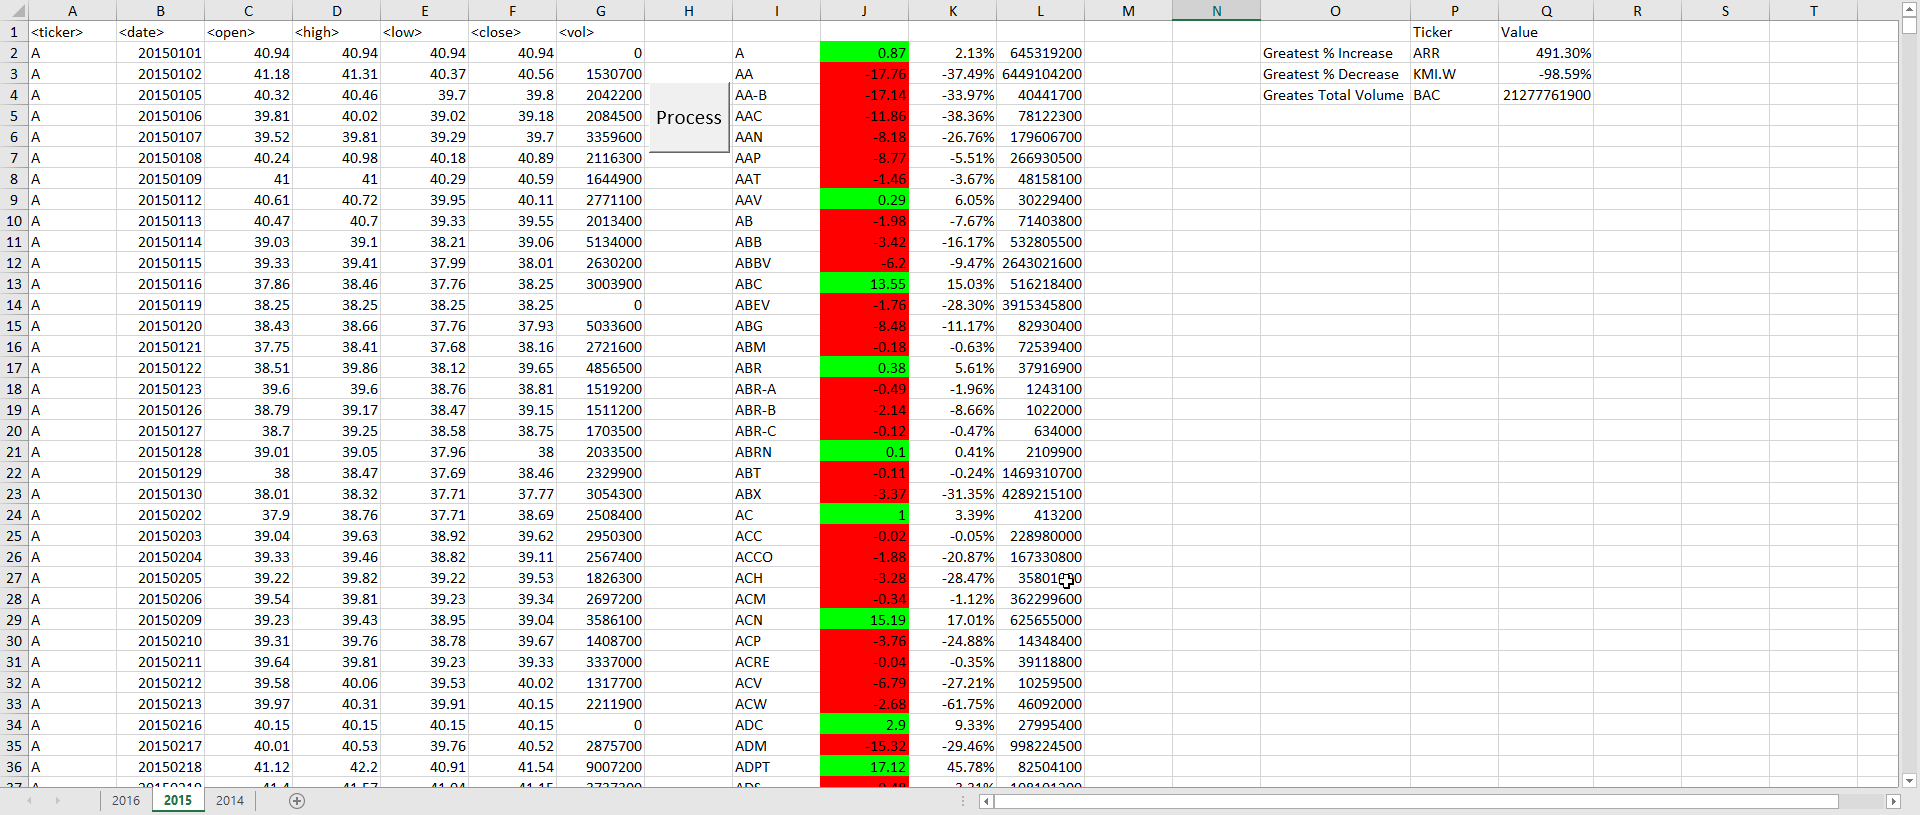 A B C D E F G H I J K L M N O P Q R S T
1 <ticker> <date> <open> <high> <low> <close> <vol> Ticker Value
2 A 20150101 40.94 40.94 40.94 40.94 0 A 0.87 2.13% 645319200 Greatest % Increase ARR 491.30%
3 A 20150102 41.18 41.31 40.37 40.56 1530700 AA -17.76 -37.49% 6449104200 Greatest % Decrease KMI.W -98.59%
4 A 20150105 40.32 40.46 39.7 39.8 2042200 AA-B -17.14 -33.97% 40441700 Greates Total Volume BAC 21277761900
5 A 20150106 39.81 40.02 39.02 39.18 2084500 Process AAC -11.86 -38.36% 78122300
6 A 20150107 39.52 39.81 39.29 39.7 3359600 AAN -8.18 -26.76% 179606700
7 A 20150108 40.24 40.98 40.18 40.89 2116300 AAP -8.77 -5.51% 266930500
8 A 20150109 41 41 40.29 40.59 1644900 AAT -1.46 -3.67% 48158100
9 A 20150112 40.61 40.72 39.95 40.11 2771100 AAV 0.29 6.05% 30229400
10 A 20150113 40.47 40.7 39.33 39.55 2013400 AB -1.98 -7.67% 71403800
11 A 20150114 39.03 39.1 38.21 39.06 5134000 ABB -3.42 -16.17% 532805500
12 A 20150115 39.33 39.41 37.99 38.01 2630200 ABBV -6.2 -9.47% 2643021600
13 A 20150116 37.86 38.46 37.76 38.25 3003900 ABC 13.55 15.03% 516218400
14 A 20150119 38.25 38.25 38.25 38.25 0 ABEV -1.76 -28.30% 3915345800
15 A 20150120 38.43 38.66 37.76 37.93 5033600 ABG -8.48 -11.17% 82930400
16 A 20150121 37.75 38.41 37.68 38.16 2721600 ABM -0.18 -0.63% 72539400
17 A 20150122 38.51 39.86 38.12 39.65 4856500 ABR 0.38 5.61% 37916900
18 A 20150123 39.6 39.6 38.76 38.81 1519200 ABR-A -0.49 -1.96% 1243100
19 A 20150126 38.79 39.17 38.47 39.15 1511200 ABR-B -2.14 -8.66% 1022000
20 A 20150127 38.7 39.25 38.58 38.75 1703500 ABR-C -0.12 -0.47% 634000
21 A 20150128 39.01 39.05 37.96 38 2033500 ABRN 0.1 0.41% 2109900
22 A 20150129 38 38.47 37.69 38.46 2329900 ABT -0.11 -0.24% 1469310700
23 A 20150130 38.01 38.32 37.71 37.77 3054300 ABX -3.37 -31.35% 4289215100
24 A 20150202 37.9 38.76 37.71 38.69 2508400 AC 1 3.39% 413200
25 A 20150203 39.04 39.63 38.92 39.62 2950300 ACC -0.02 -0.05% 228980000
26 A 20150204 39.33 39.46 38.82 39.11 2567400 ACCO -1.88 -20.87% 167330800
27 A 20150205 39.22 39.82 39.22 39.53 1826300 ACH -3.28 -28.47%
28 A 20150206 39.54 39.81 39.23 39.34 2697200 ACM -0.34 -1.12% 362299600
29 A 20150209 39.23 39.43 38.95 39.04 3586100 ACN 15.19 17.01% 625655000
30 A 20150210 39.31 39.76 38.78 39.67 1408700 ACP -3.76 -24.88% 14348400
31 A 20150211 39.64 39.81 39.23 39.33 3337000 ACRE -0.04 -0.35% 39118800
32 A 20150212 39.58 40.06 39.53 40.02 1317700 ACV -6.79 -27.21% 10259500
33 A 20150213 39.97 40.31 39.91 40.15 2211900 ACW -2.68 -61.75% 46092000
34 A 20150216 40.15 40.15 40.15 40.15 0 ADC 2.9 9.33% 27995400
35 A 20150217 40.01 40.53 39.76 40.52 2875700 ADM -15.32 -29.46% 998224500
36 A 20150218 41.12 42.2 40.91 41.54 9007200 ADPT 17.12 45.78% 82504100
2016 2015 2014